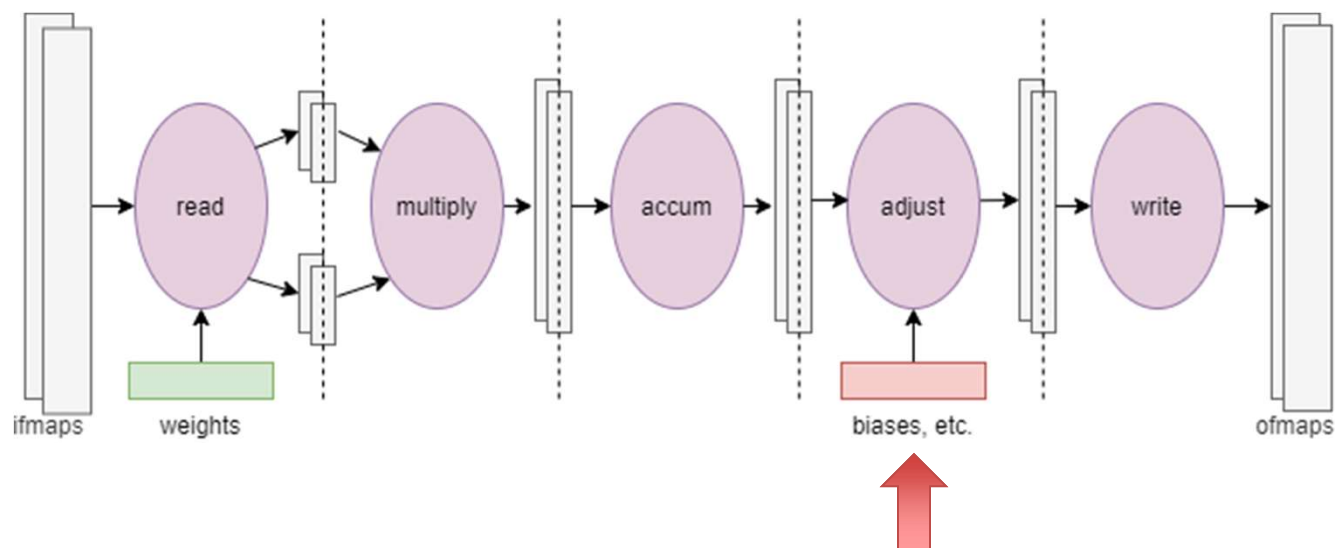 read
multiply
accum
adjust
write
ifmaps
weights
biases, etc.
ofmaps